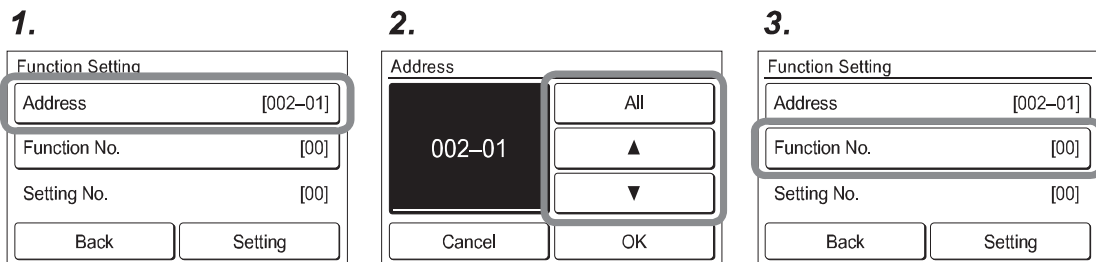 1.
Function Setting
Address [002–01]
Function No. [00]
Setting No. [00]
Back Setting
2.
Address
002–01
All
▲
▼
Cancel OK
3.
Function Setting
Address [002–01]
Function No. [00]
Setting No. [00]
Back Setting